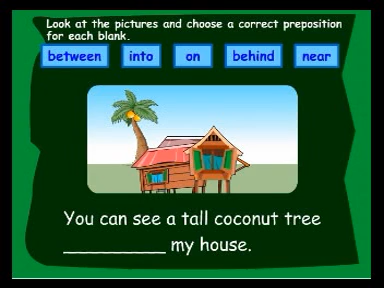 Look at the pictures and choose a correct preposition
for each blank.
between into on behind near
You can see a tall coconut tree
__________ my house.